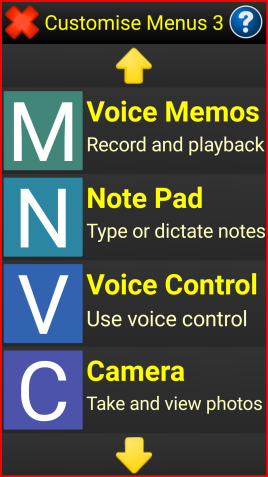 Customise Menus 3 ?
M
Voice Memos
Record and playback
N
Note Pad
Type or dictate notes
V
Voice Control
Use voice control
C
Camera
Take and view photos